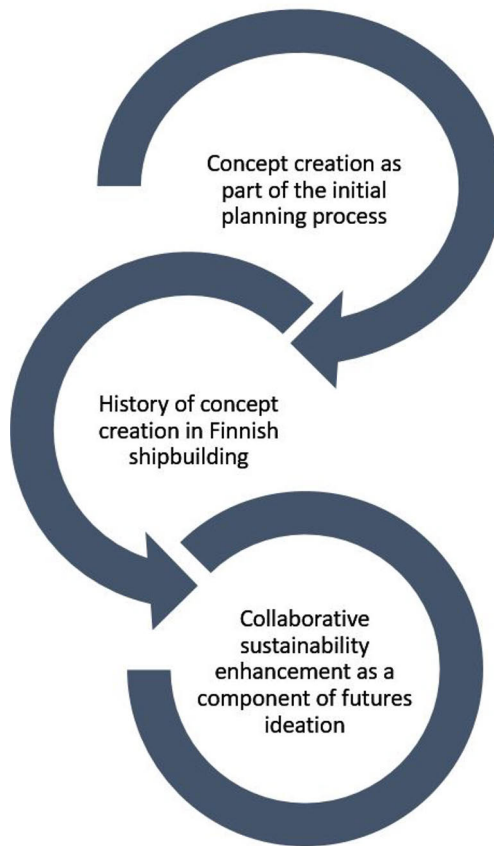 Concept creation as
part of the initial
planning process
History of concept
creation in Finnish
shipbuilding
Collaborative
sustainability
enhancement as a
component of futures
ideation